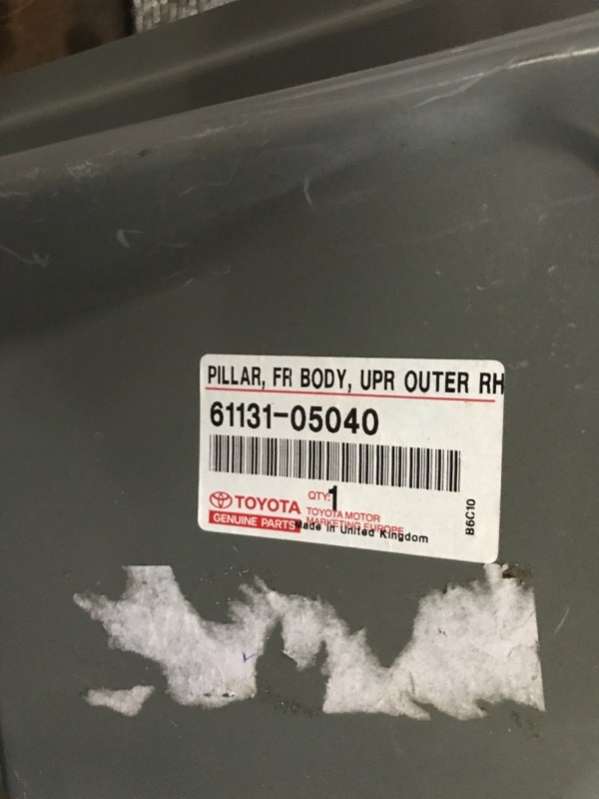 PILLAR, FR BODY, UPR OUTER RH
61131-05040
TOYOTA
GENUINE PARTS
QTY.
1
TOYOTA MOTOR
MARKETING EUROPE
Made in United Kingdom
B6C10